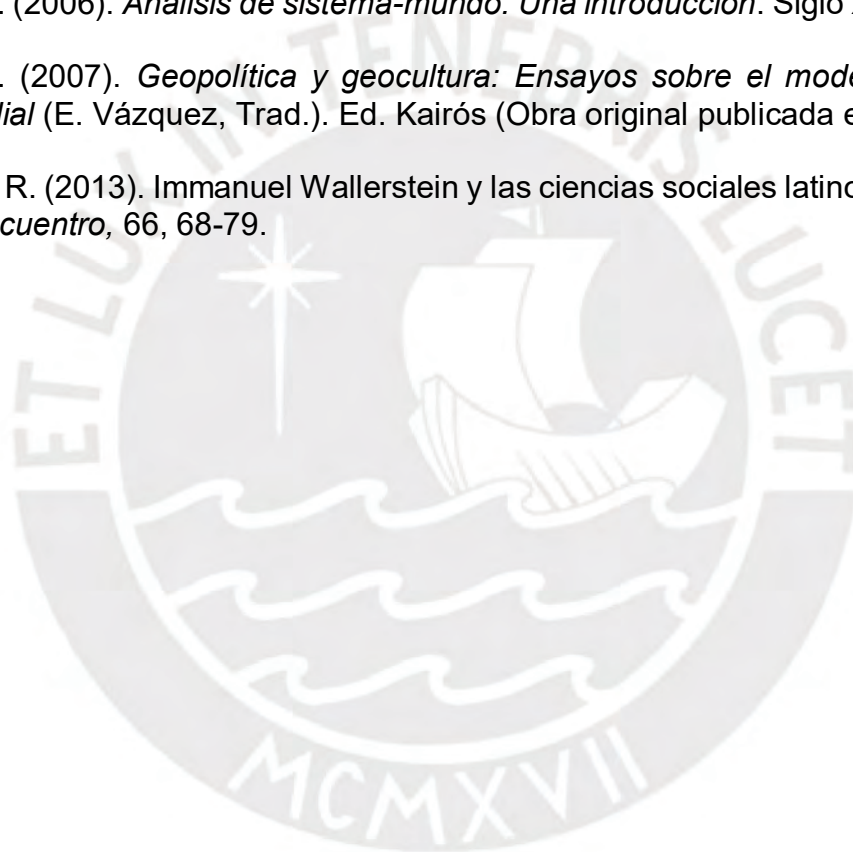 . (2006). Análisis de sistema-mundo. Una introducción. Siglo
. (2007). Geopolítica y geocultura: Ensayos sobre el mod
dial (E. Vázquez, Trad.). Ed. Kairós (Obra original publicada e
R. (2013). Immanuel Wallerstein y las ciencias sociales latino
cuentro, 66, 68-79.
ET LUX IN TENEBRIS LUCET
MCMXVII